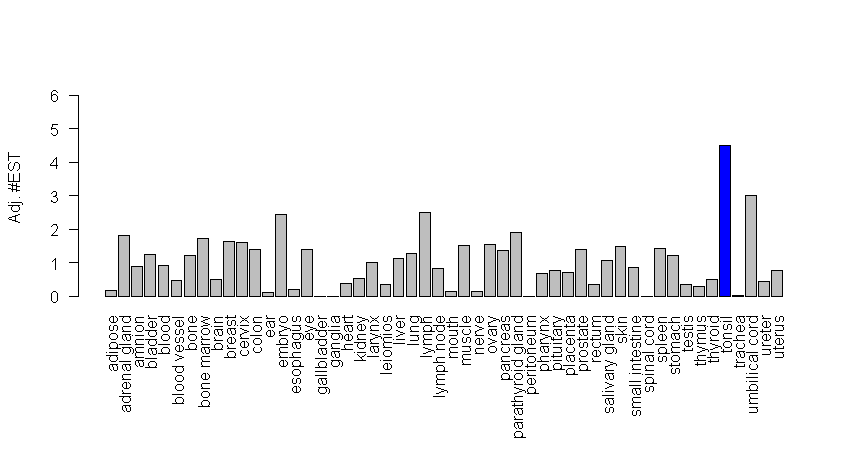 6
5
4
3
2
1
0
Adj. #EST
adipose
adrenal gland
amnion
bladder
blood
blood vessel
bone
bone marrow
brain
breast
cervix
colon
ear
embryo
esophagus
eye
gallbladder
ganglia
heart
kidney
larynx
leiomios
liver
lung
lymph
lymph node
mouth
muscle
nerve
ovary
pancreas
parathyroid gland
peritoneum
pharynx
pituitary
placenta
prostate
rectum
salivary gland
skin
small intestine
spinal cord
spleen
stomach
testis
thymus
thyroid
tonsil
trachea
umbilical cord
ureter
uterus